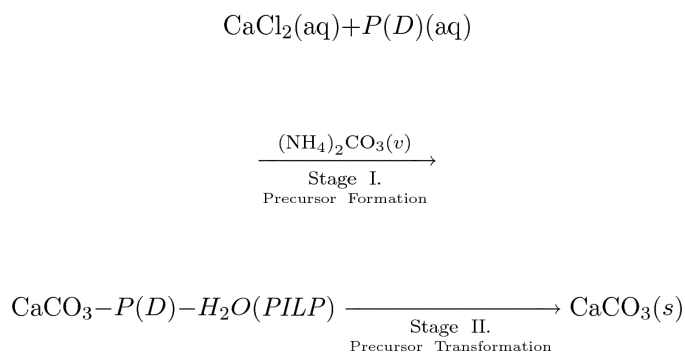 CaCl₂(aq)+P(D)(aq)
(NH₄)₂CO₃(v)
Stage I.
Precursor Formation
CaCO₃−P(D)−H₂O(PILP) ⟶ CaCO₃(s)
Stage II.
Precursor Transformation